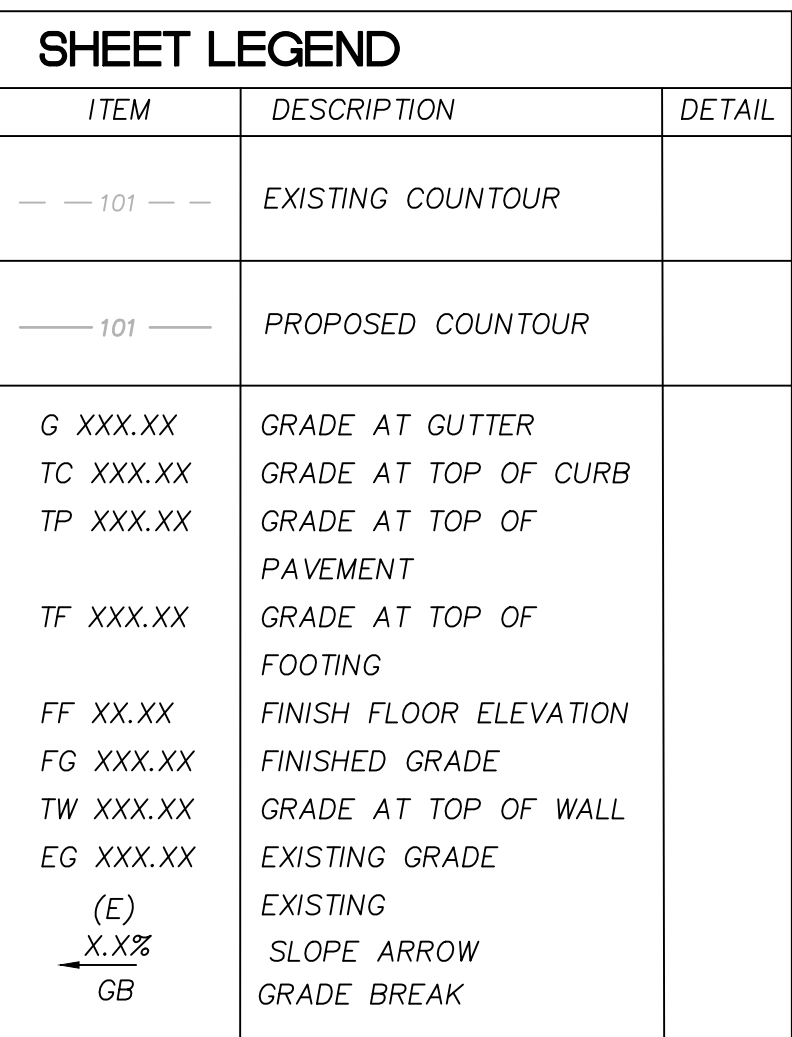 SHEET LEGEND
ITEM DESCRIPTION DETAIL
101 EXISTING COUNTOUR
101 PROPOSED COUNTOUR
G XXX.XX GRADE AT GUTTER
TC XXX.XX GRADE AT TOP OF CURB
TP XXX.XX GRADE AT TOP OF
PAVEMENT
TF XXX.XX GRADE AT TOP OF
FOOTING
FF XX.XX FINISH FLOOR ELEVATION
FG XXX.XX FINISHED GRADE
TW XXX.XX GRADE AT TOP OF WALL
EG XXX.XX EXISTING GRADE
(E) EXISTING
X.X% SLOPE ARROW
GB GRADE BREAK